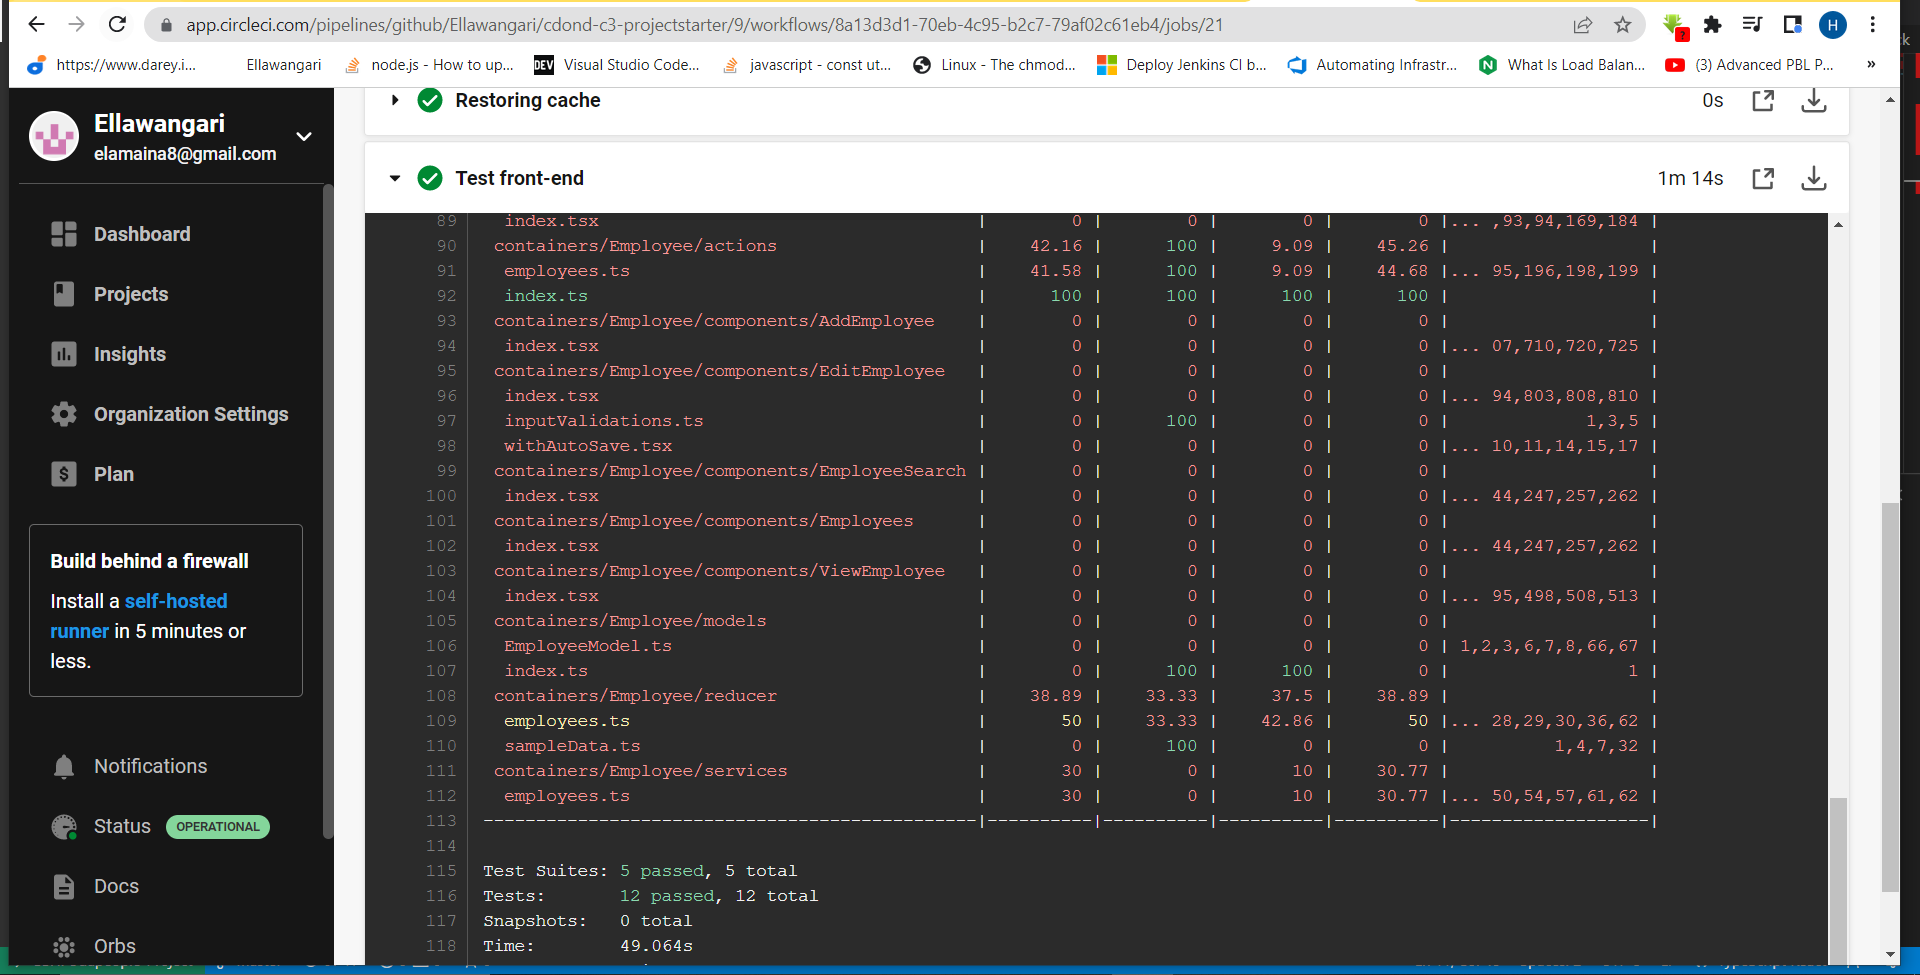 app.circleci.com/pipelines/github/Ellawangari/cdond-c3-projectstarter/9/workflows/8a13d3d1-70eb-4c95-b2c7-79af02c61eb4/jobs/21
H
https://www.darey.i... Ellawangari node.js - How to up... DEV Visual Studio Code... javascript - const ut... Linux - The chmod... Deploy Jenkins CI b... Automating Infrastr... What Is Load Balan... (3) Advanced PBL P... »
Ellawangari
elamaina8@gmail.com
Dashboard
Projects
Insights
Organization Settings
Plan
Build behind a firewall
Install a self-hosted
runner in 5 minutes or
less.
Notifications
Status OPERATIONAL
Docs
Orbs
Restoring cache 0s
Test front-end 1m 14s
89 index.tsx | 0 | 0 | 0 | 0 |... ,93,94,169,184 |
90 containers/Employee/actions | 42.16 | 100 | 9.09 | 45.26 | |
91 employees.ts | 41.58 | 100 | 9.09 | 44.68 |... 95,196,198,199 |
92 index.ts | 100 | 100 | 100 | 100 | |
93 containers/Employee/components/AddEmployee | 0 | 0 | 0 | 0 | |
94 index.tsx | 0 | 0 | 0 | 0 |... 07,710,720,725 |
95 containers/Employee/components/EditEmployee | 0 | 0 | 0 | 0 | |
96 index.tsx | 0 | 0 | 0 | 0 |... 94,803,808,810 |
97 inputValidations.ts | 0 | 100 | 0 | 0 | 1,3,5 |
98 withAutoSave.tsx | 0 | 0 | 0 | 0 |... 10,11,14,15,17 |
99 containers/Employee/components/EmployeeSearch | 0 | 0 | 0 | 0 | |
100 index.tsx | 0 | 0 | 0 | 0 |... 44,247,257,262 |
101 containers/Employee/components/Employees | 0 | 0 | 0 | 0 | |
102 index.tsx | 0 | 0 | 0 | 0 |... 44,247,257,262 |
103 containers/Employee/components/ViewEmployee | 0 | 0 | 0 | 0 | |
104 index.tsx | 0 | 0 | 0 | 0 |... 95,498,508,513 |
105 containers/Employee/models | 0 | 0 | 0 | 0 | |
106 EmployeeModel.ts | 0 | 0 | 0 | 0 | 1,2,3,6,7,8,66,67 |
107 index.ts | 0 | 100 | 100 | 0 | 1 |
108 containers/Employee/reducer | 38.89 | 33.33 | 37.5 | 38.89 | |
109 employees.ts | 50 | 33.33 | 42.86 | 50 |... 28,29,30,36,62 |
110 sampleData.ts | 0 | 100 | 0 | 0 | 1,4,7,32 |
111 containers/Employee/services | 30 | 0 | 10 | 30.77 | |
112 employees.ts | 30 | 0 | 10 | 30.77 |... 50,54,57,61,62 |
113 -----------------------------------------------|----------|----------|----------|----------|-------------------|
114
115 Test Suites: 5 passed, 5 total
116 Tests: 12 passed, 12 total
117 Snapshots: 0 total
118 Time: 49.064s